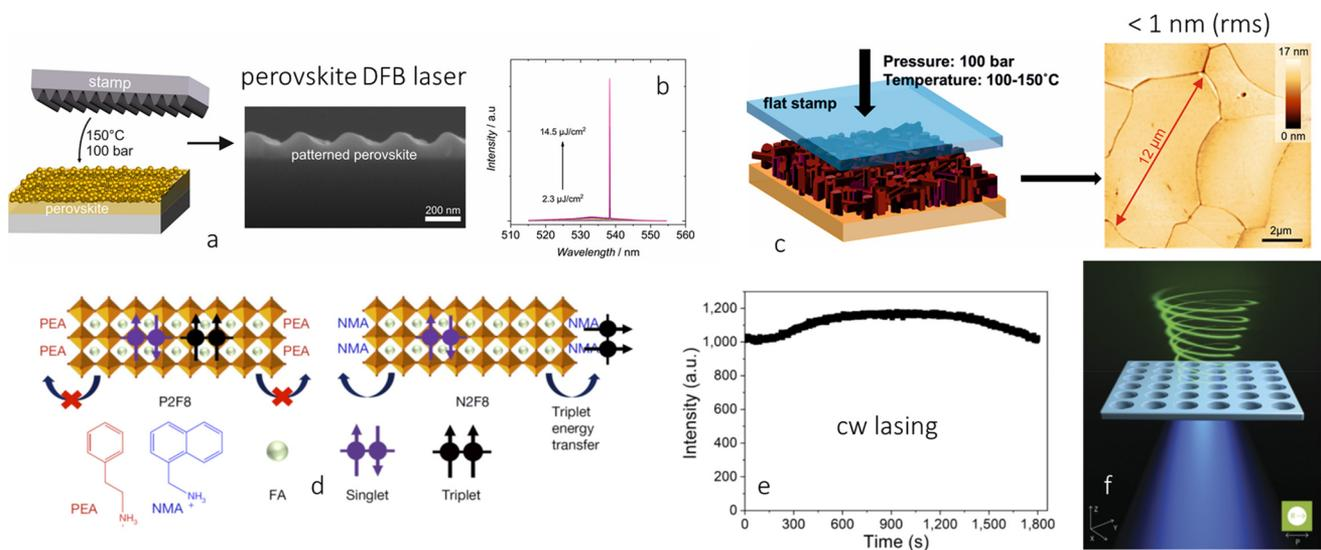 stamp
150°C
100 bar
perovskite
a
perovskite DFB laser
patterned perovskite
200 nm
b
Intensity / a.u
14.5 µJ/cm²
2.3 µJ/cm²
510 520 530 540 550 560
Wavelength / nm
Pressure: 100 bar
Temperature: 100-150°C
flat stamp
c
< 1 nm (rms)
17 nm
0 nm
12 µm
2µm
PEA PEA
PEA PEA
P2F8
NMA NMA
NMA NMA
N2F8
Triplet
energy
transfer
NH₃
PEA
NH₃
+
NMA
FA
d
Singlet
Triplet
Intensity (a.u.)
1,200
1,000
800
600
400
200
0
cw lasing
e
0 300 600 900 1,200 1,500 1,800
Time (s)
f
Z
Y
X
R
P